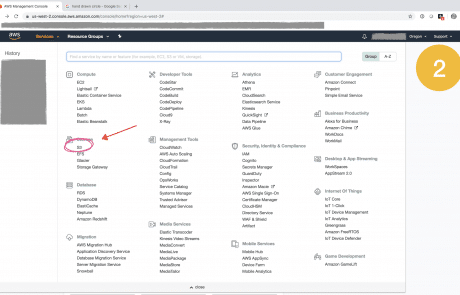 AWS Management Console
us-west-2.console.aws.amazon.com/console/home?region=us-west-2#
aws
Services
Resource Groups
Oregon
Support
2
History
Find a service by name or feature (for example, EC2, S3 or VM, storage).
Group
A-Z
Compute
EC2
Lightsail
Elastic Container Service
EKS
Lambda
Batch
Elastic Beanstalk
S3
EFS
Glacier
Storage Gateway
Database
RDS
DynamoDB
ElastiCache
Neptune
Amazon Redshift
Migration
AWS Migration Hub
Application Discovery Service
Database Migration Service
Server Migration Service
Snowball
Developer Tools
CodeStar
CodeCommit
CodeBuild
CodeDeploy
CodePipeline
Cloud9
X-Ray
Management Tools
CloudWatch
AWS Auto Scaling
CloudFormation
CloudTrail
Config
OpsWorks
Service Catalog
Systems Manager
Trusted Advisor
Managed Services
Media Services
Elastic Transcoder
Kinesis Video Streams
MediaConvert
MediaLive
MediaPackage
MediaStore
MediaTailor
Analytics
Athena
EMR
CloudSearch
Elasticsearch Service
Kinesis
QuickSight
Data Pipeline
AWS Glue
Security, Identity & Compliance
IAM
Cognito
Secrets Manager
GuardDuty
Inspector
Amazon Macie
AWS Single Sign-On
Certificate Manager
CloudHSM
Directory Service
WAF & Shield
Artifact
Mobile Services
Mobile Hub
AWS AppSync
Device Farm
Mobile Analytics
Customer Engagement
Amazon Connect
Pinpoint
Simple Email Service
Business Productivity
Alexa for Business
Amazon Chime
WorkDocs
WorkMail
Desktop & App Streaming
WorkSpaces
AppStream 2.0
Internet Of Things
IoT Core
IoT 1-Click
IoT Device Management
IoT Analytics
Greengrass
Amazon FreeRTOS
IoT Device Defender
Game Development
Amazon GameLift
close